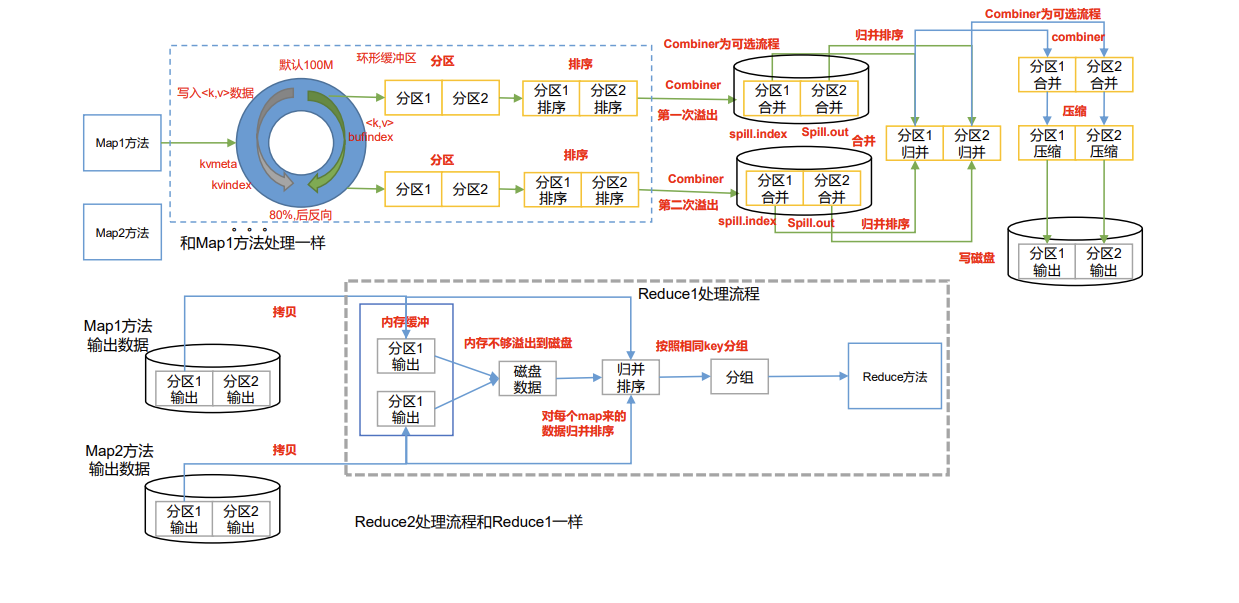 Combiner为可选流程
combiner
Combiner为可选流程
归并排序
默认100M
环形缓冲区
分区
排序
写入<k,v>数据
分区1
分区2
分区1
排序
分区2
排序
Combiner
第一次溢出
分区1
合并
分区2
合并
spill.index
Spill.out
合并
分区1
合并
分区2
合并
压缩
分区1
归并
分区2
归并
分区1
压缩
分区2
压缩
Map1方法
<k,v>
bufindex
kvmeta
kvindex
80%,后反向
分区
排序
分区1
分区2
分区1
排序
分区2
排序
Combiner
第二次溢出
分区1
合并
分区2
合并
spill.index
Spill.out
归并排序
Map2方法
。。。
和Map1方法处理一样
写磁盘
分区1
输出
分区2
输出
Reduce1处理流程
拷贝
Map1方法
输出数据
分区1
输出
分区2
输出
内存缓冲
分区1
输出
分区1
输出
内存不够溢出到磁盘
磁盘
数据
归并
排序
按照相同key分组
分组
Reduce方法
对每个map来的
数据归并排序
拷贝
Map2方法
输出数据
分区1
输出
分区2
输出
Reduce2处理流程和Reduce1一样